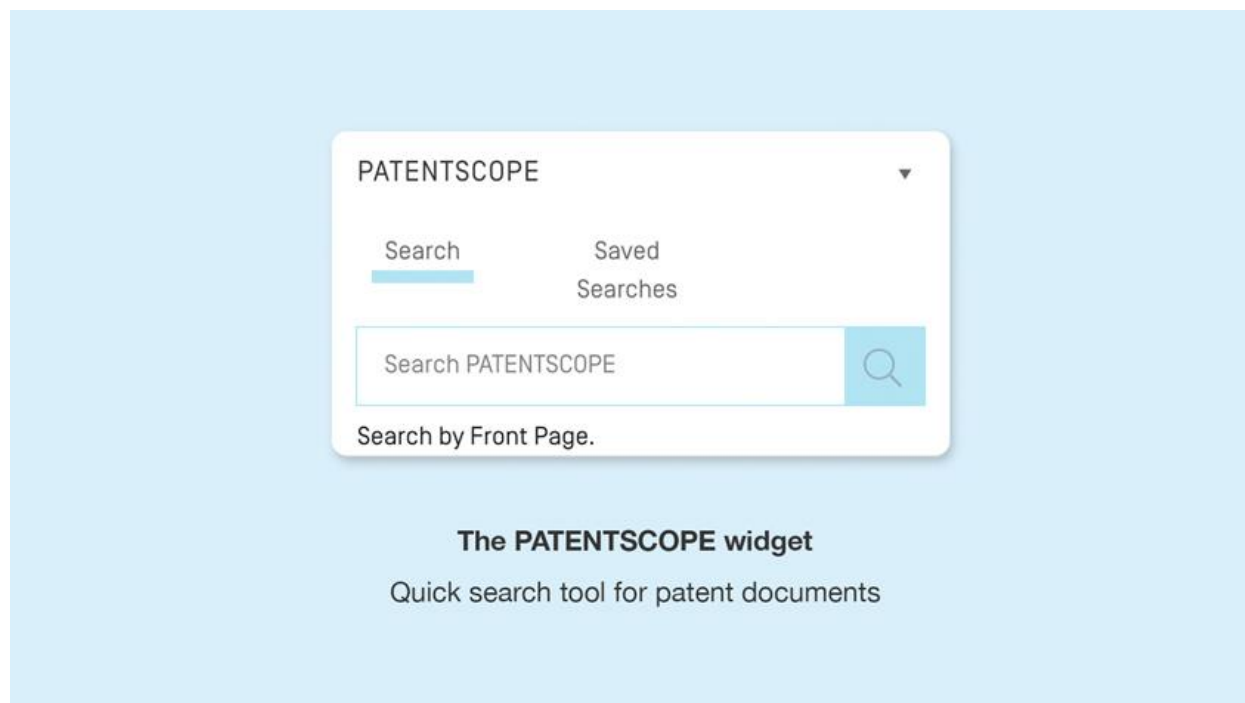 PATENTSCOPE
Search
Saved
Searches
Search PATENTSCOPE
Search by Front Page.
The PATENTSCOPE widget
Quick search tool for patent documents